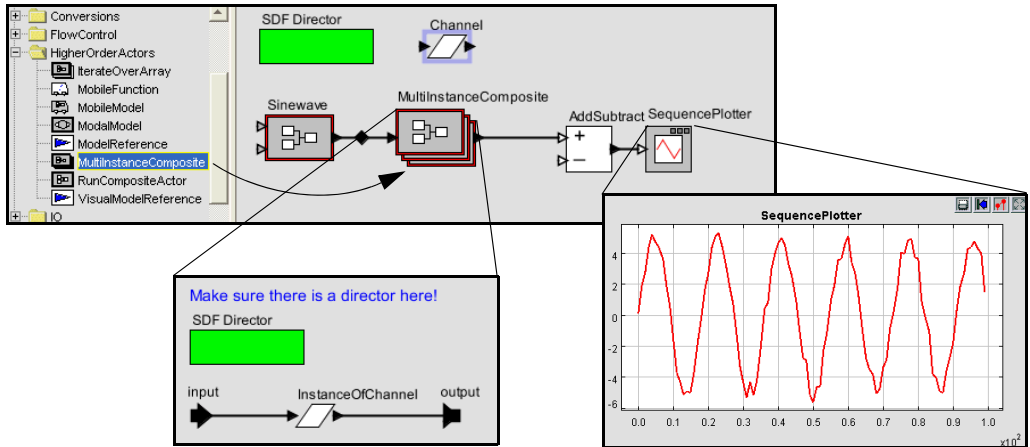 Conversions
FlowControl
HigherOrderActors
IterateOverArray
MobileFunction
MobileModel
ModalModel
ModelReference
MultiInstanceComposite
RunCompositeActor
VisualModelReference
IO
SDF Director
Channel
Sinewave
MultiInstanceComposite
AddSubtract
SequencePlotter
+
−
Make sure there is a director here!
SDF Director
input
InstanceOfChannel
output
SequencePlotter
4
2
0
-2
-4
-6
0.0 0.1 0.2 0.3 0.4 0.5 0.6 0.7 0.8 0.9 1.0
x10²